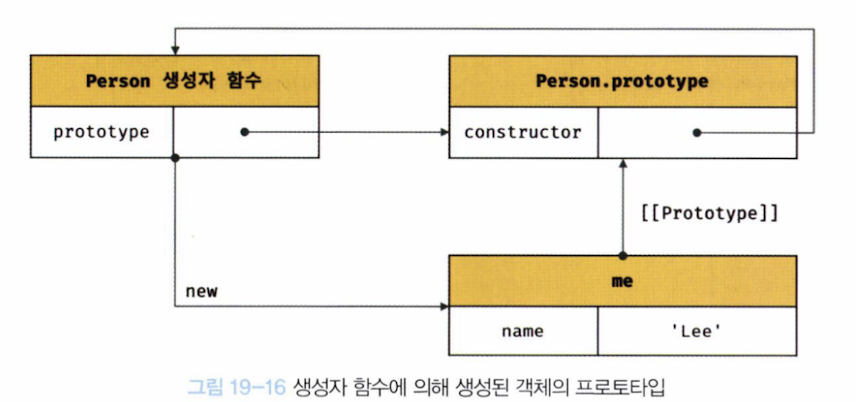 Person 생성자 함수
Person.prototype
prototype
constructor
[[Prototype]]
new
me
name
'Lee'
그림 19-16 생성자 함수에 의해 생성된 객체의 프로토타입